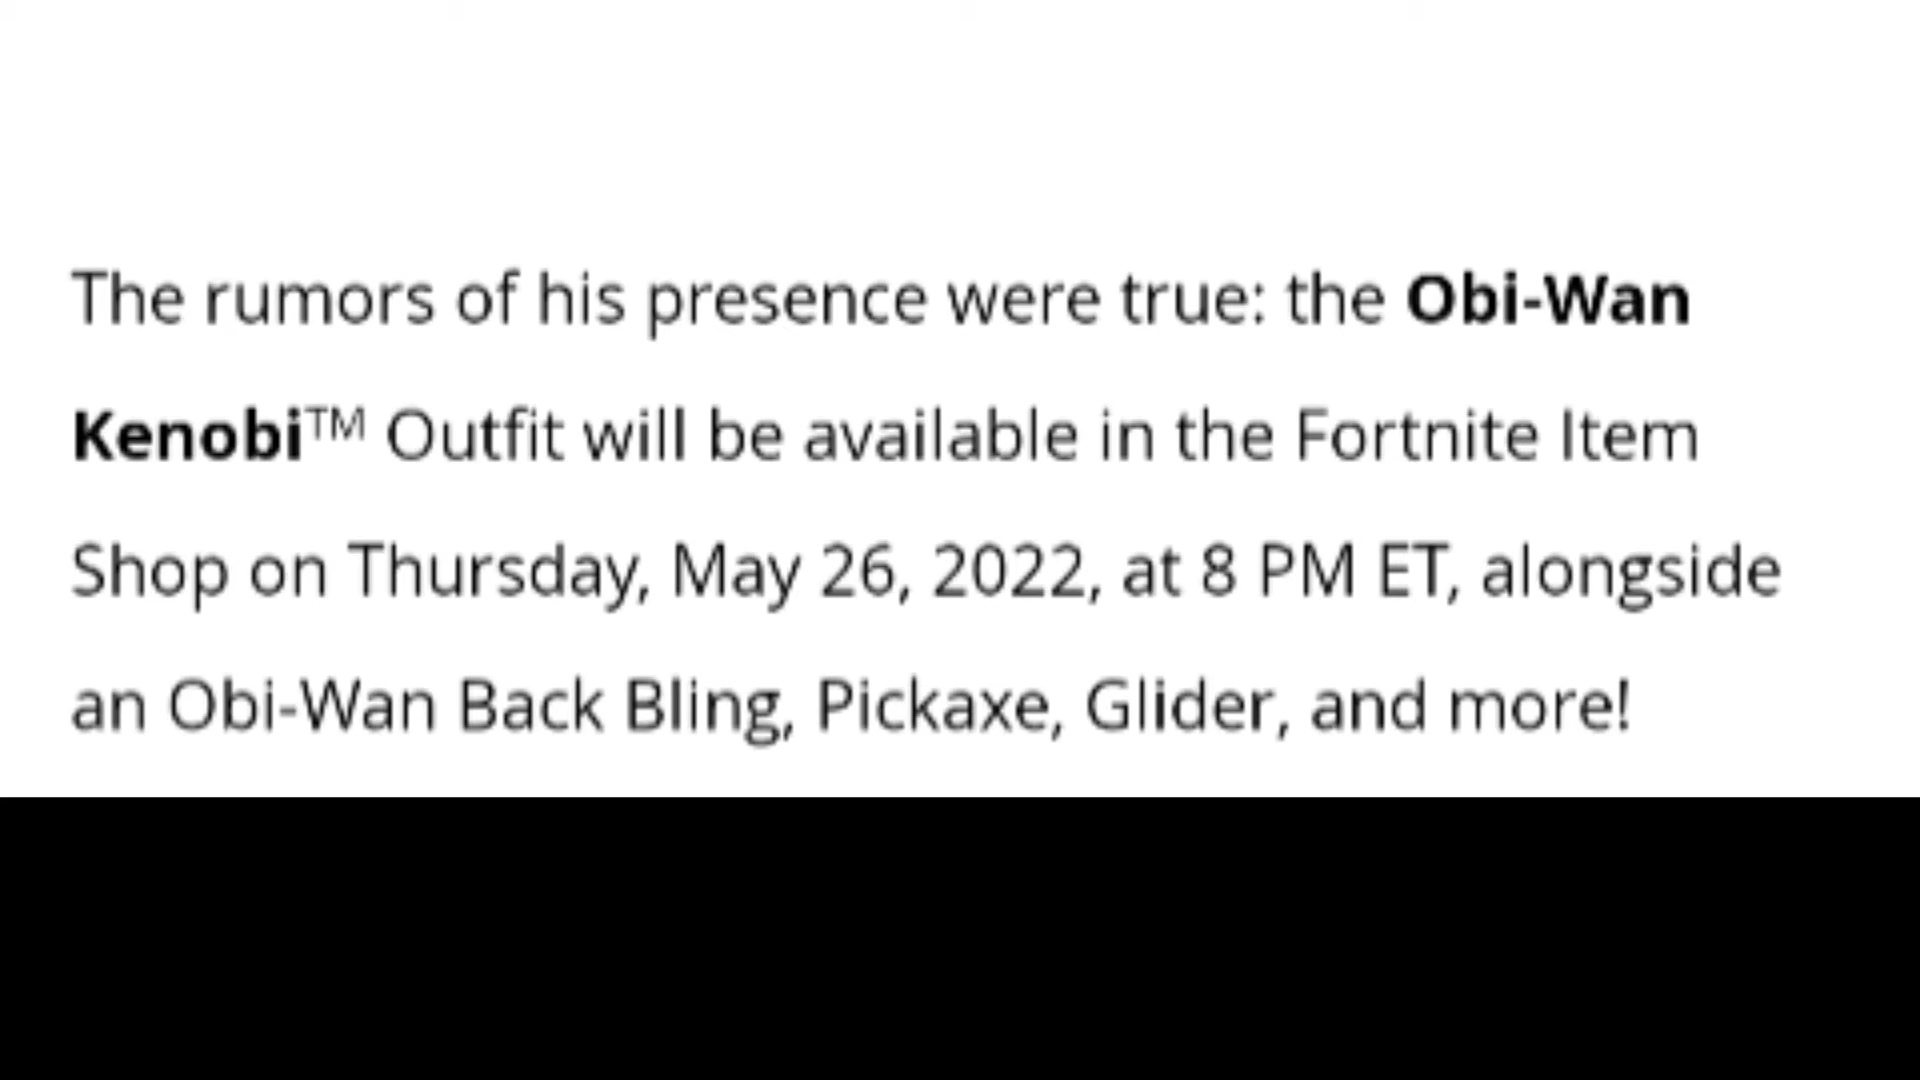 The rumors of his presence were true: the Obi-Wan
Kenobi™ Outfit will be available in the Fortnite Item
Shop on Thursday, May 26, 2022, at 8 PM ET, alongside
an Obi-Wan Back Bling, Pickaxe, Glider, and more!